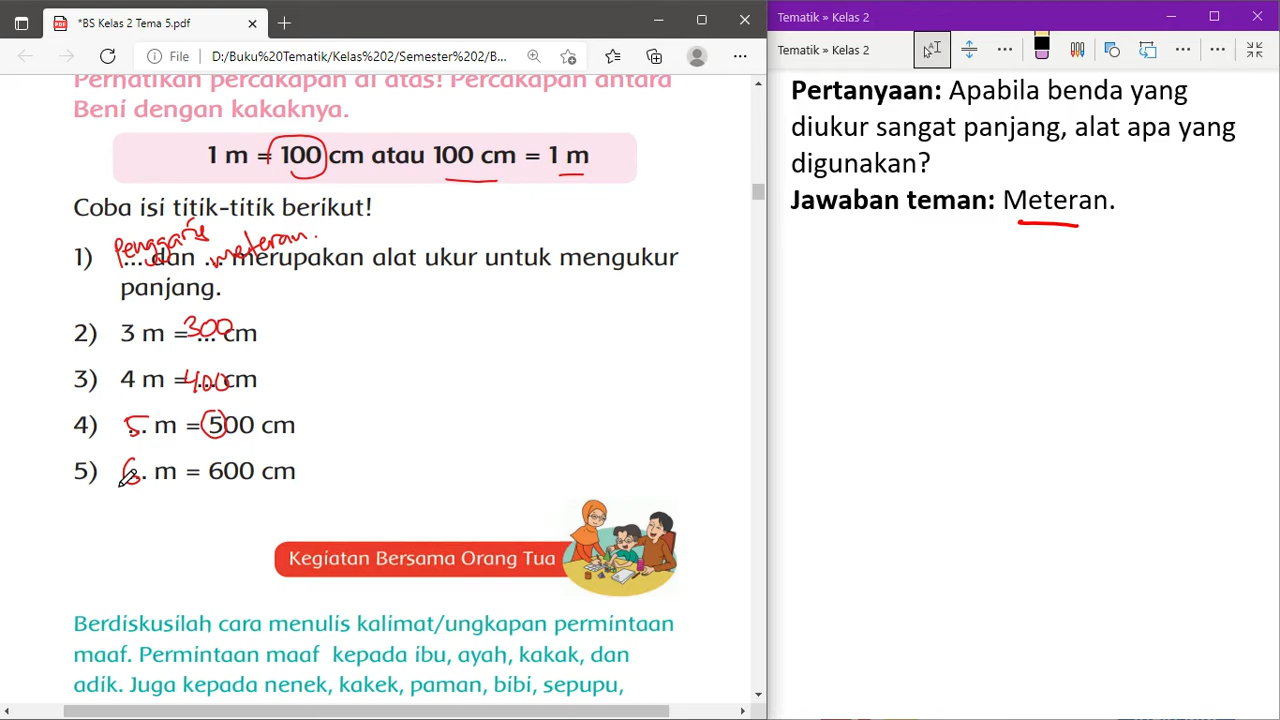 *BS Kelas 2 Tema 5.pdf
File
D:/Buku%20Tematik/Kelas%202/Semester%202/B...
Perhatikan percakapan di atas! Percakapan antara
Beni dengan kakaknya.
1 m = 100 cm atau 100 cm = 1 m
Coba isi titik-titik berikut!
Penggaris meteran.
1) ... dan ... merupakan alat ukur untuk mengukur
panjang.
2) 3 m = 300 ... cm
3) 4 m = 400 ... cm
4) 5 ... m = 500 cm
5) 6 ... m = 600 cm
Kegiatan Bersama Orang Tua
Berdiskusilah cara menulis kalimat/ungkapan permintaan
maaf. Permintaan maaf kepada ibu, ayah, kakak, dan
adik. Juga kepada nenek, kakek, paman, bibi, sepupu,
Tematik » Kelas 2
Tematik » Kelas 2
Pertanyaan: Apabila benda yang
diukur sangat panjang, alat apa yang
digunakan?
Jawaban teman: Meteran.